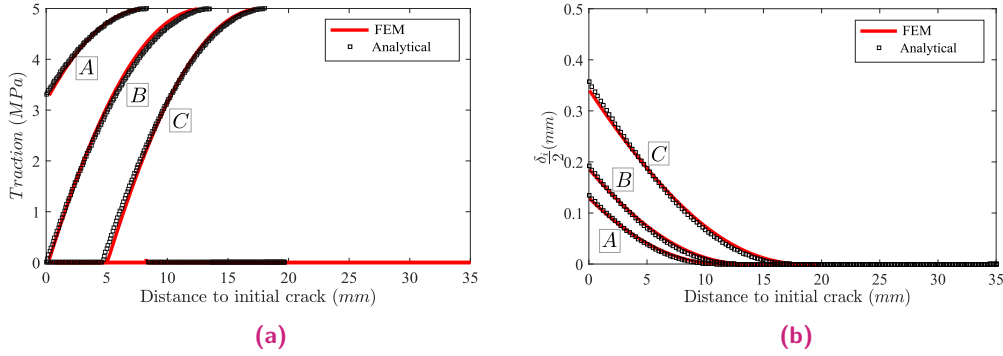 5
4
3
2
1
0
Traction (MPa)
A
B
C
FEM
Analytical
0 5 10 15 20 25 30 35
Distance to initial crack (mm)
(a)
0.5
0.4
0.3
0.2
0.1
0
δi/2 (mm)
A
B
C
FEM
Analytical
0 5 10 15 20 25 30 35
Distance to initial crack (mm)
(b)